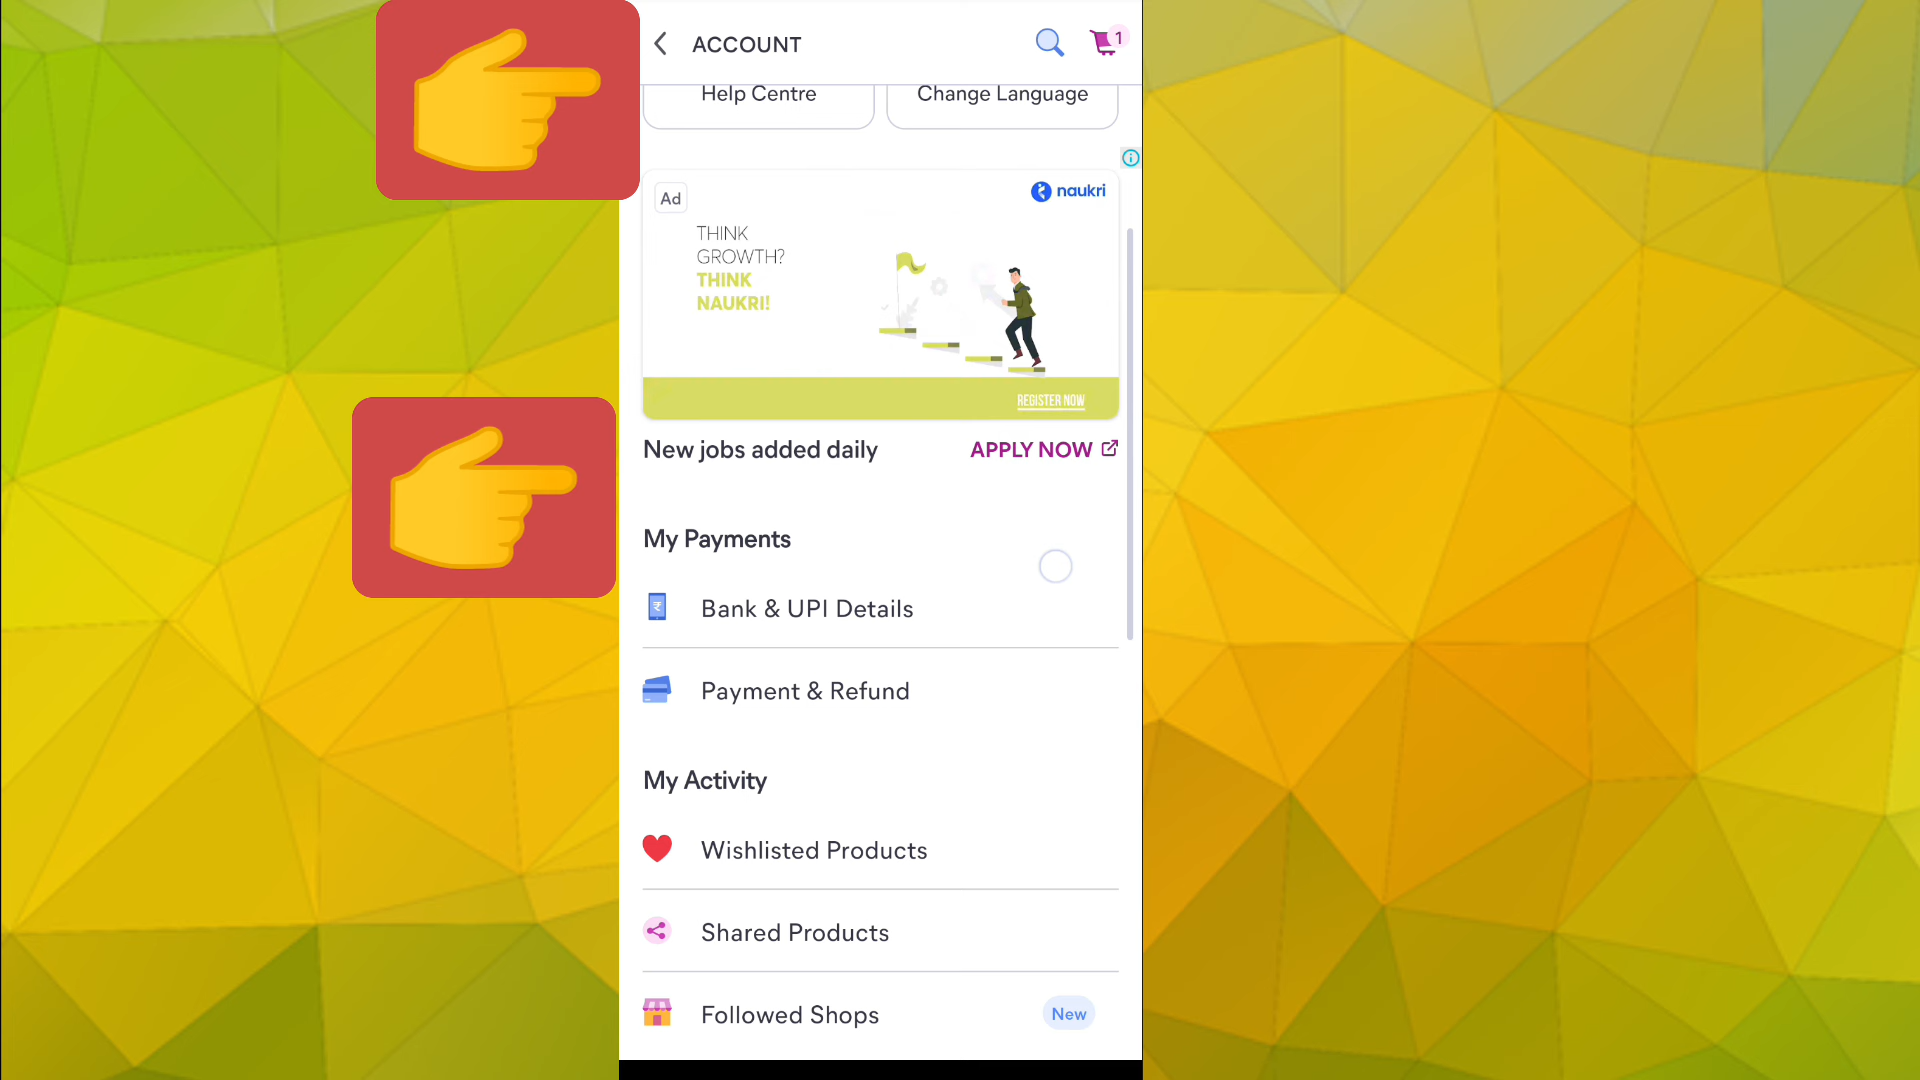 ACCOUNT
1
Help Centre
Change Language
Ad
naukri
THINK
GROWTH?
THINK
NAUKRI!
REGISTER NOW
New jobs added daily
APPLY NOW
My Payments
₹
Bank & UPI Details
Payment & Refund
My Activity
Wishlisted Products
Shared Products
Followed Shops
New